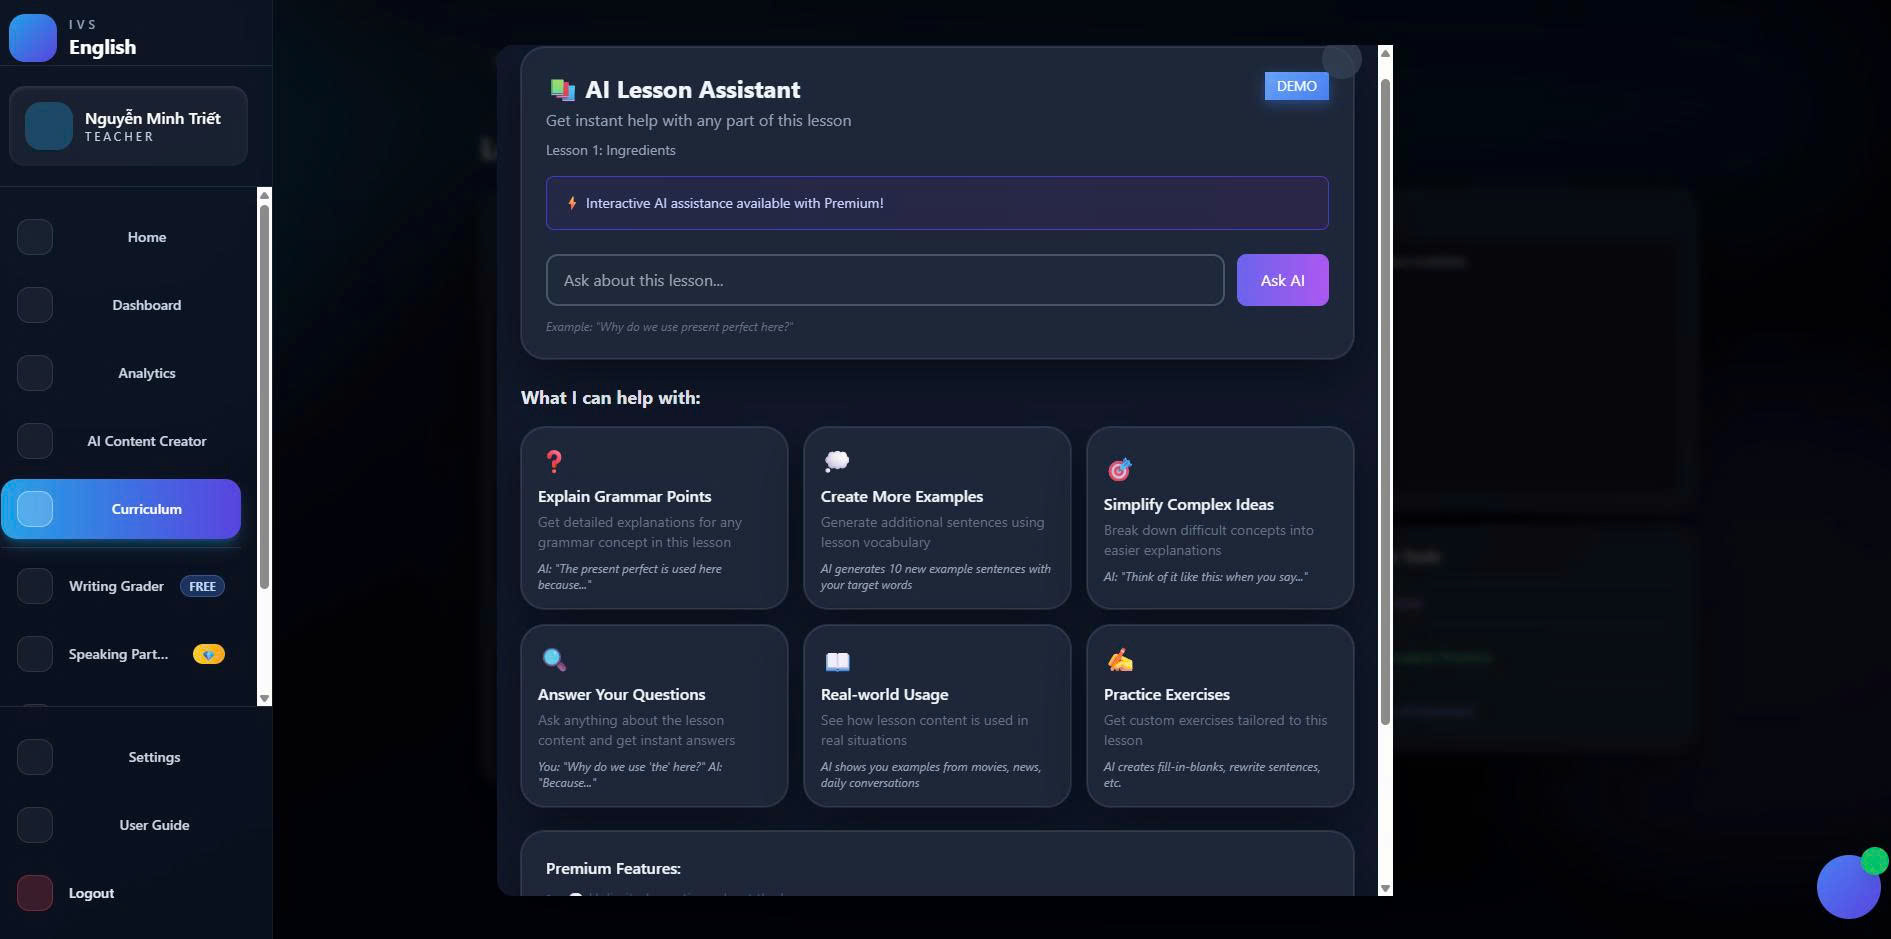 IVS
English
Nguyễn Minh Triết
TEACHER
Home
Dashboard
Analytics
AI Content Creator
Curriculum
Writing Grader FREE
Speaking Part...
Settings
User Guide
Logout
AI Lesson Assistant
DEMO
Get instant help with any part of this lesson
Lesson 1: Ingredients
Interactive AI assistance available with Premium!
Ask about this lesson...
Ask AI
Example: "Why do we use present perfect here?"
What I can help with:
Explain Grammar Points
Get detailed explanations for any
grammar concept in this lesson
AI: "The present perfect is used here
because..."
Create More Examples
Generate additional sentences using
lesson vocabulary
AI generates 10 new example sentences with
your target words
Simplify Complex Ideas
Break down difficult concepts into
easier explanations
AI: "Think of it like this: when you say..."
Answer Your Questions
Ask anything about the lesson
content and get instant answers
You: "Why do we use 'the' here?" AI:
"Because..."
Real-world Usage
See how lesson content is used in
real situations
AI shows you examples from movies, news,
daily conversations
Practice Exercises
Get custom exercises tailored to this
lesson
AI creates fill-in-blanks, rewrite sentences,
etc.
Premium Features: